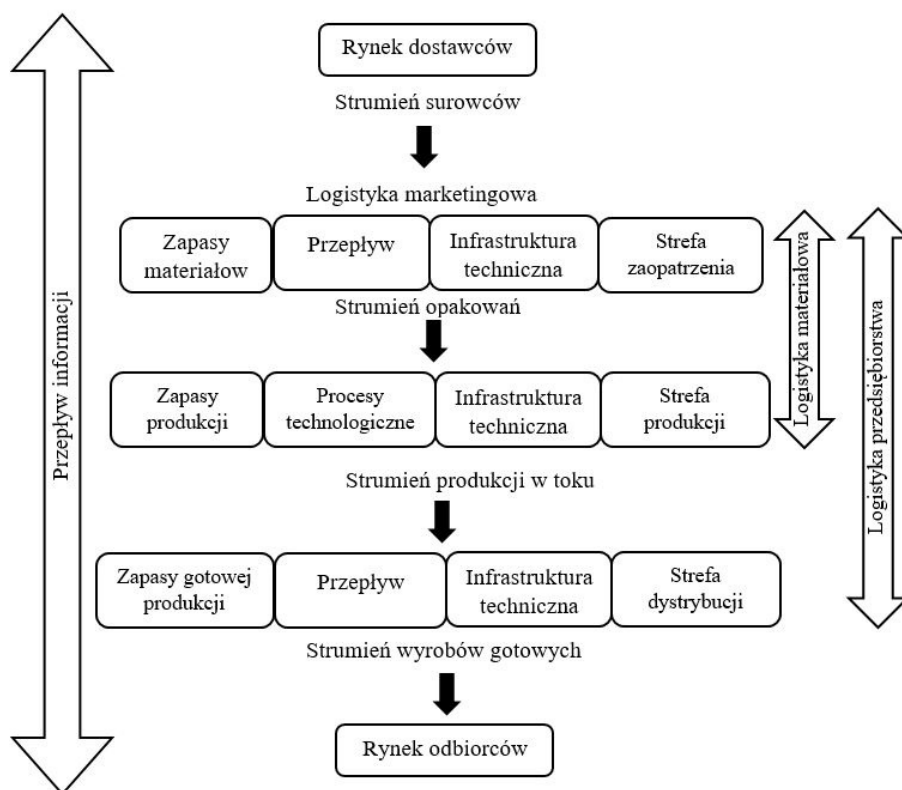 Rynek dostawców
Strumień surowców
Logistyka marketingowa
Zapasy
materiałow
Przepływ
Infrastruktura
techniczna
Strefa
zaopatrzenia
Strumień opakowań
Zapasy
produkcji
Procesy
technologiczne
Infrastruktura
techniczna
Strefa
produkcji
Strumień produkcji w toku
Zapasy gotowej
produkcji
Przepływ
Infrastruktura
techniczna
Strefa
dystrybucji
Strumień wyrobów gotowych
Rynek odbiorców
Przepływ informacji
Logistyka materiałowa
Logistyka przedsiębiorstwa